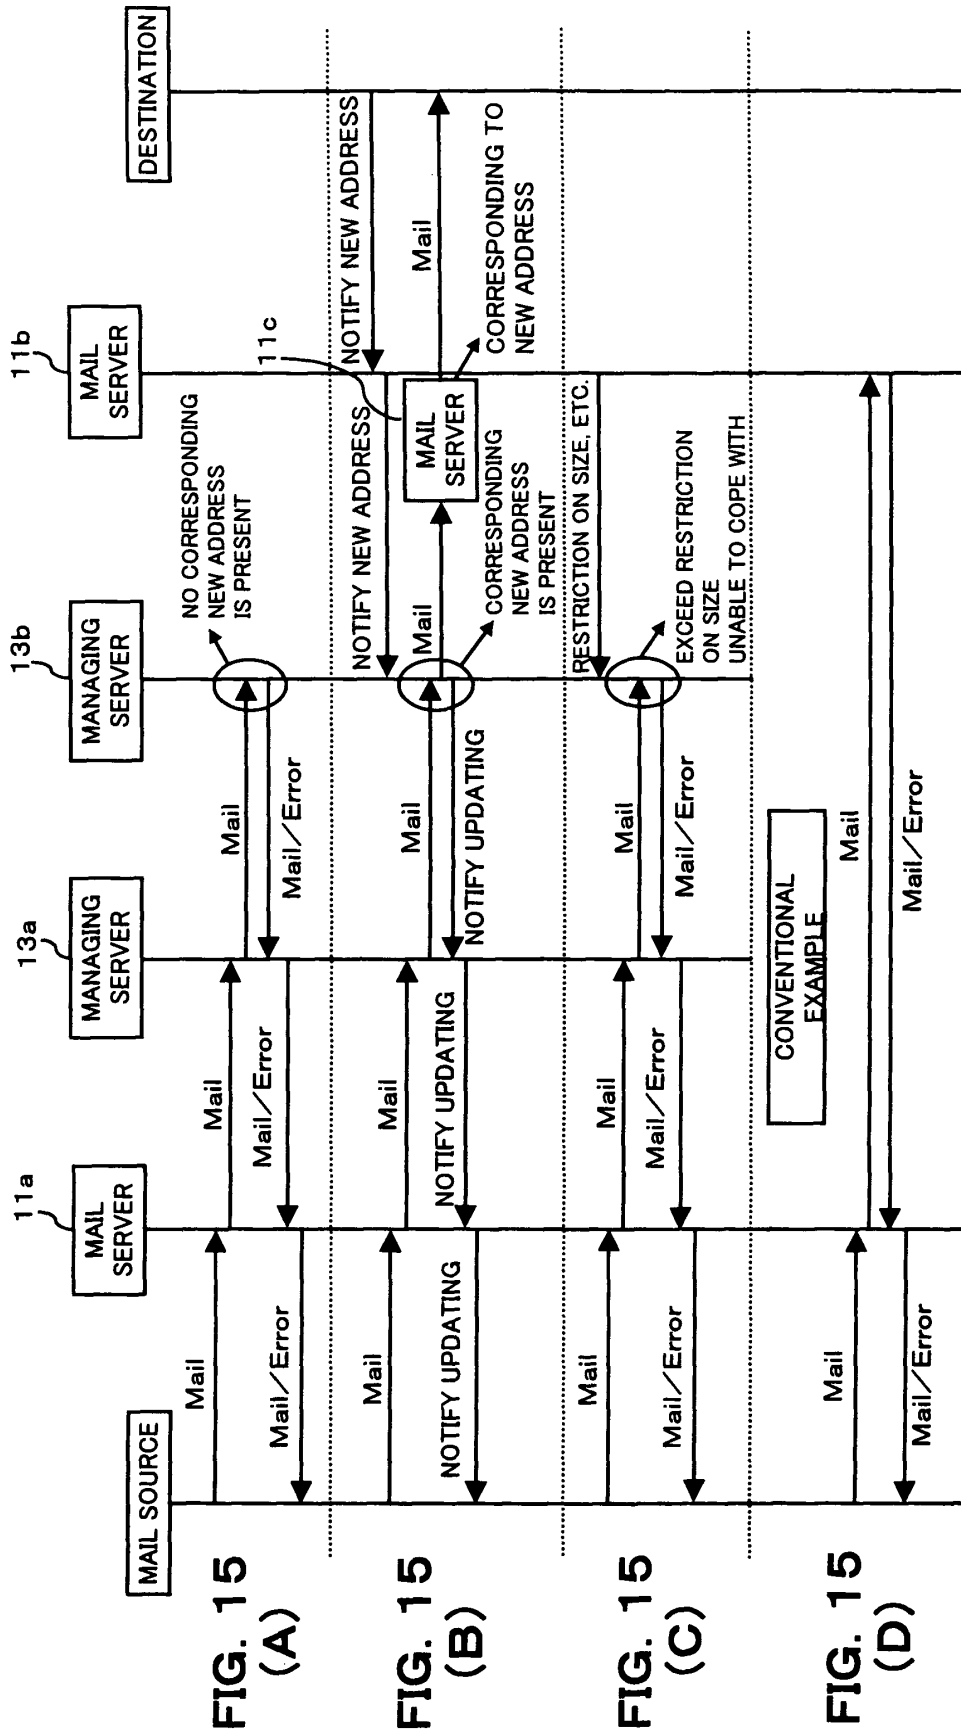 MAIL SOURCE
11a
MAIL
SERVER
13a
MANAGING
SERVER
13b
MANAGING
SERVER
11b
MAIL
SERVER
DESTINATION
FIG. 15
(A)
Mail
Mail/Error
Mail
Mail/Error
Mail
Mail/Error
NO CORRESPONDING
NEW ADDRESS
IS PRESENT
FIG. 15
(B)
NOTIFY NEW ADDRESS
NOTIFY NEW ADDRESS
Mail
NOTIFY UPDATING
Mail
NOTIFY UPDATING
Mail
NOTIFY UPDATING
Mail
CORRESPONDING
NEW ADDRESS
IS PRESENT
11c
MAIL
SERVER
Mail
CORRESPONDING TO
NEW ADDRESS
FIG. 15
(C)
RESTRICTION ON SIZE, ETC.
Mail
Mail/Error
Mail
Mail/Error
Mail
Mail/Error
EXCEED RESTRICTION
ON SIZE
UNABLE TO COPE WITH
FIG. 15
(D)
CONVENTIONAL
EXAMPLE
Mail
Mail/Error
Mail
Mail/Error